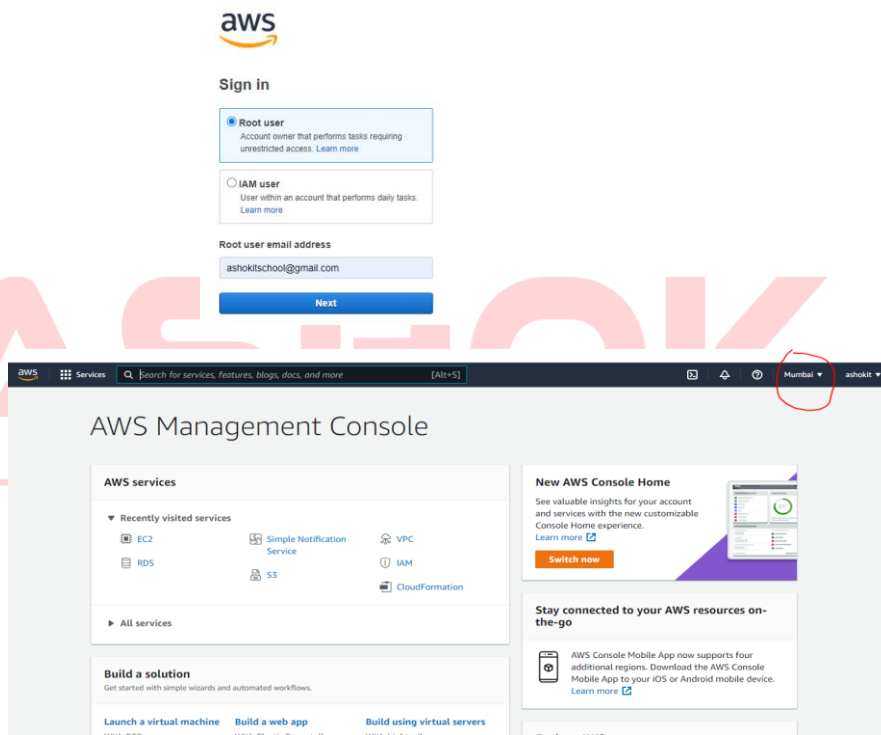 aws
Sign in
Root user
Account owner that performs tasks requiring
unrestricted access. Learn more
IAM user
User within an account that performs daily tasks.
Learn more
Root user email address
ashokitschool@gmail.com
Next
ASHOK
aws Services Search for services, features, blogs, docs, and more [Alt+S] Mumbai ashokit
AWS Management Console
AWS services
Recently visited services
EC2
RDS
Simple Notification
Service
S3
VPC
IAM
CloudFormation
All services
New AWS Console Home
See valuable insights for your account
and services with the new customizable
Console Home experience.
Learn more
Switch now
Stay connected to your AWS resources on-
the-go
AWS Console Mobile App now supports four
additional regions. Download the AWS Console
Mobile App to your iOS or Android mobile device.
Learn more
Build a solution
Get started with simple wizards and automated workflows.
Launch a virtual machine
Build a web app
Build using virtual servers